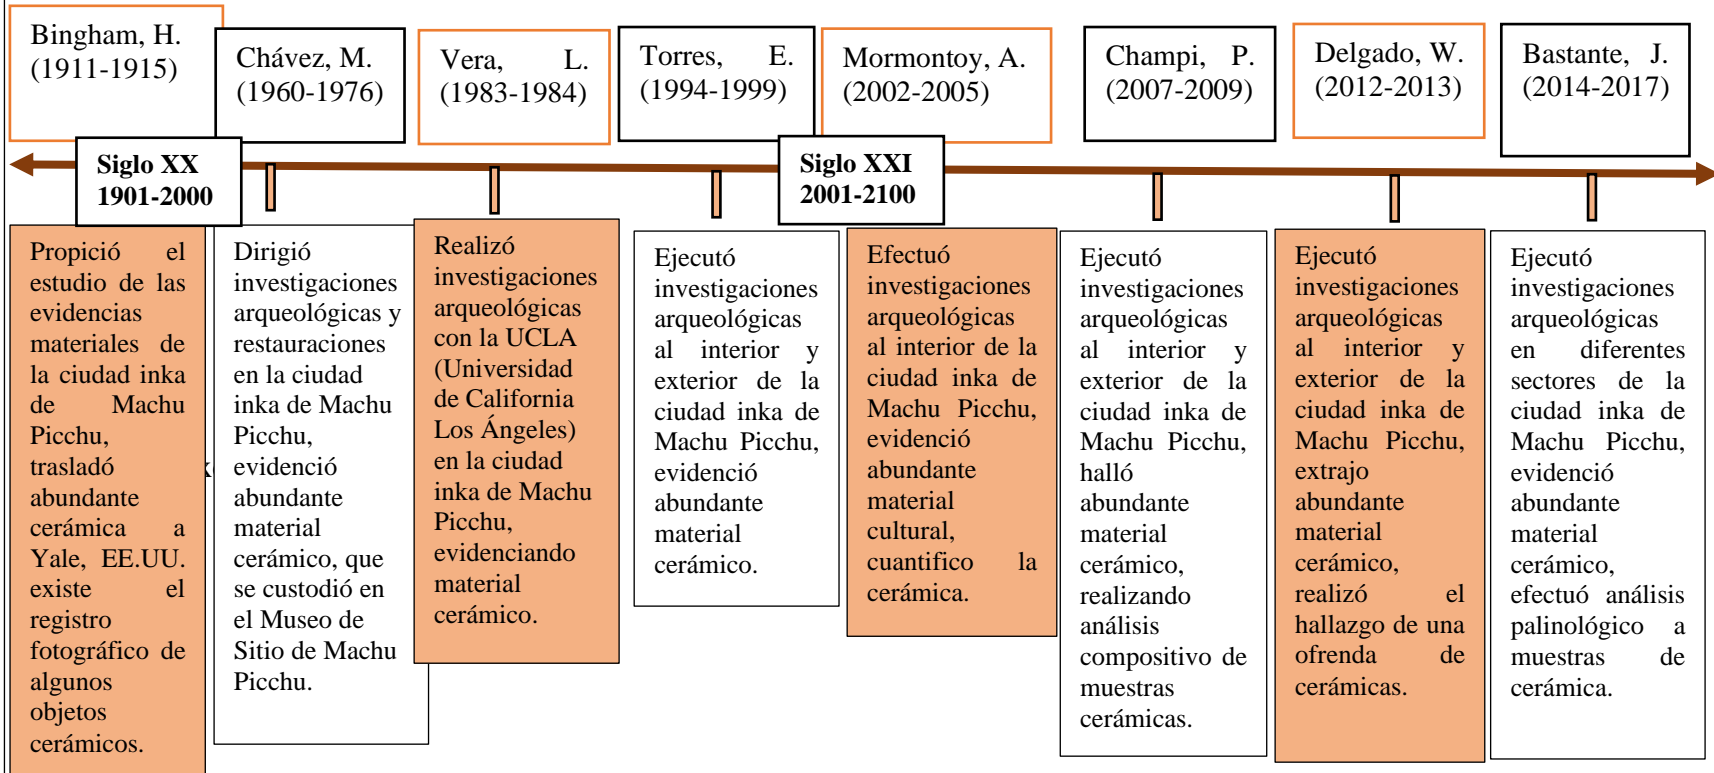 Bingham, H.
(1911-1915)
Chávez, M.
(1960-1976)
Vera, L.
(1983-1984)
Torres, E.
(1994-1999)
Mormontoy, A.
(2002-2005)
Champi, P.
(2007-2009)
Delgado, W.
(2012-2013)
Bastante, J.
(2014-2017)
Siglo XX
1901-2000
Siglo XXI
2001-2100
Propició el
estudio de las
evidencias
materiales de
la ciudad inka
de Machu
Picchu,
trasladó
abundante
cerámica a
Yale, EE.UU.
existe el
registro
fotográfico de
algunos
objetos
cerámicos.
Dirigió
investigaciones
arqueológicas y
restauraciones
en la ciudad
inka de Machu
Picchu,
evidenció
abundante
material
cerámico, que
se custodió en
el Museo de
Sitio de Machu
Picchu.
Realizó
investigaciones
arqueológicas
con la UCLA
(Universidad
de California
Los Ángeles)
en la ciudad
inka de Machu
Picchu,
evidenciando
material
cerámico.
Ejecutó
investigaciones
arqueológicas
al interior y
exterior de la
ciudad inka de
Machu Picchu,
evidenció
abundante
material
cerámico.
Efectuó
investigaciones
arqueológicas
al interior de la
ciudad inka de
Machu Picchu,
evidenció
abundante
material
cultural,
cuantifico la
cerámica.
Ejecutó
investigaciones
arqueológicas
al interior y
exterior de la
ciudad inka de
Machu Picchu,
halló
abundante
material
cerámico,
realizando
análisis
compositivo de
muestras
cerámicas.
Ejecutó
investigaciones
arqueológicas
al interior y
exterior de la
ciudad inka de
Machu Picchu,
extrajo
abundante
material
cerámico,
realizó el
hallazgo de una
ofrenda de
cerámicas.
Ejecutó
investigaciones
arqueológicas
en diferentes
sectores de la
ciudad inka de
Machu Picchu,
evidenció
abundante
material
cerámico,
efectuó análisis
palinológico a
muestras de
cerámica.